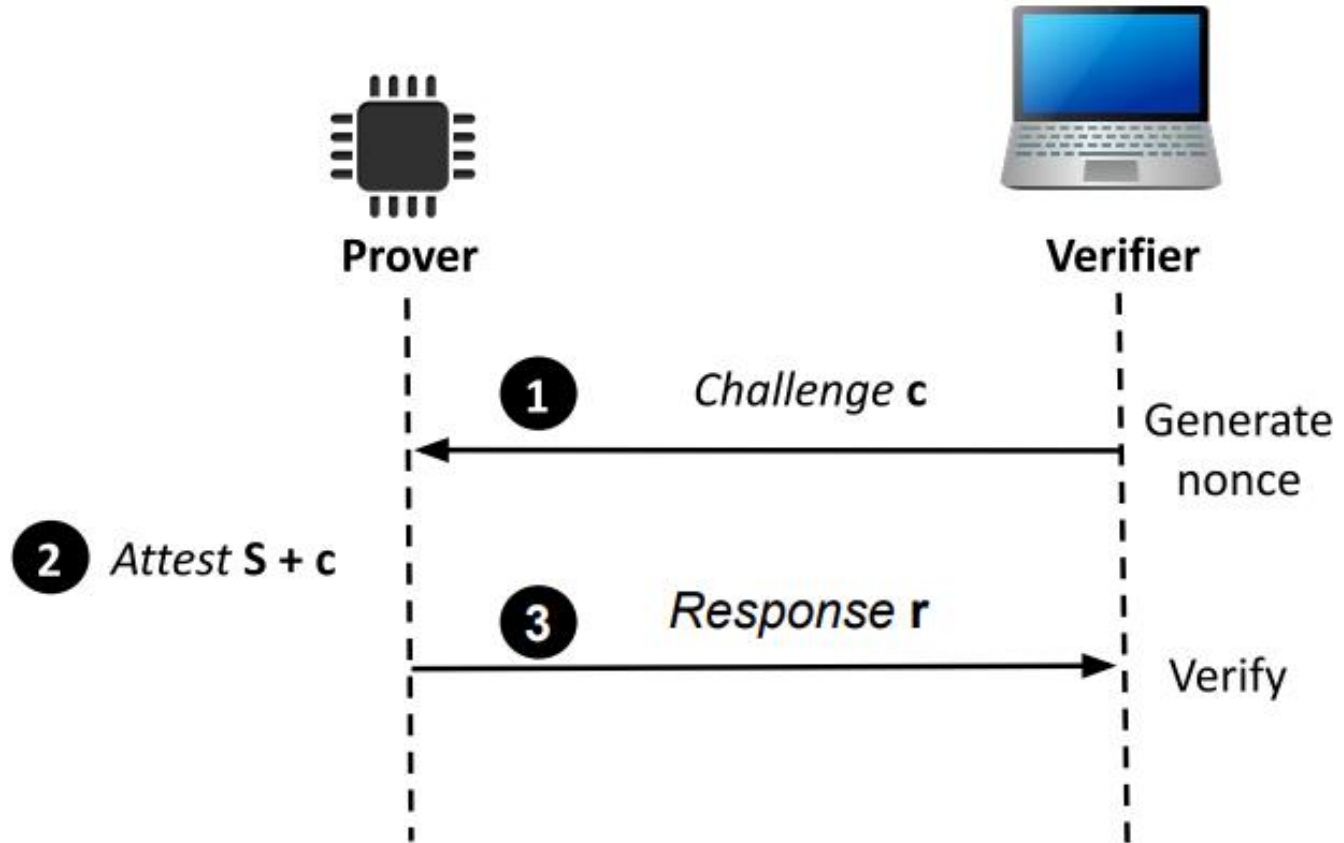 Prover
Verifier
1
Challenge c
Generate
nonce
2
Attest S + c
3
Response r
Verify